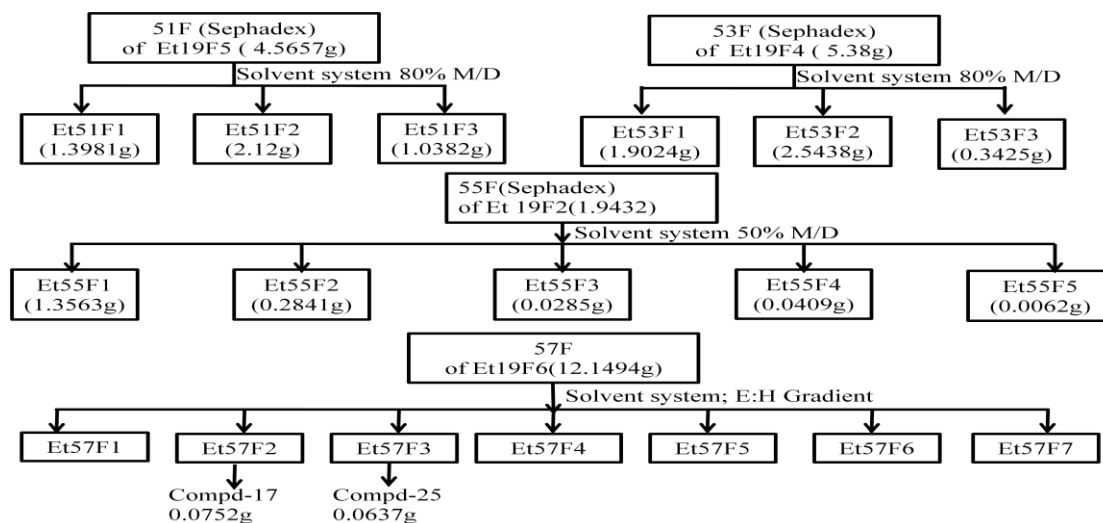 51F (Sephadex)
of Et19F5 ( 4.5657g)
53F (Sephadex)
of Et19F4 ( 5.38g)
Solvent system 80% M/D
Solvent system 80% M/D
Et51F1
(1.3981g)
Et51F2
(2.12g)
Et51F3
(1.0382g)
Et53F1
(1.9024g)
Et53F2
(2.5438g)
Et53F3
(0.3425g)
55F(Sephadex)
of Et 19F2(1.9432)
Solvent system 50% M/D
Et55F1
(1.3563g)
Et55F2
(0.2841g)
Et55F3
(0.0285g)
Et55F4
(0.0409g)
Et55F5
(0.0062g)
57F
of Et19F6(12.1494g)
Solvent system; E:H Gradient
Et57F1
Et57F2
Et57F3
Et57F4
Et57F5
Et57F6
Et57F7
Compd-17
0.0752g
Compd-25
0.0637g